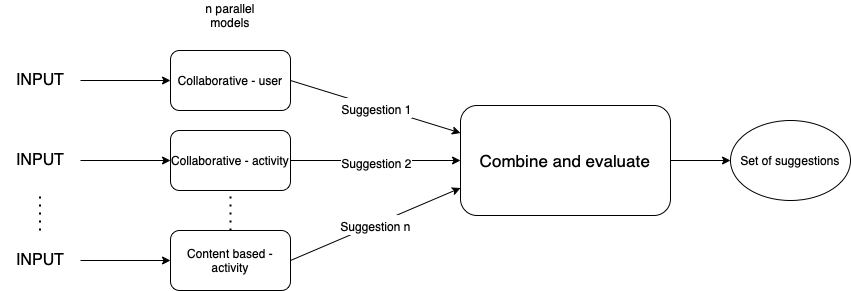 n parallel
models
INPUT
Collaborative - user
Suggestion 1
INPUT
Collaborative - activity
Suggestion 2
Combine and evaluate
Set of suggestions
Suggestion n
INPUT
Content based -
activity